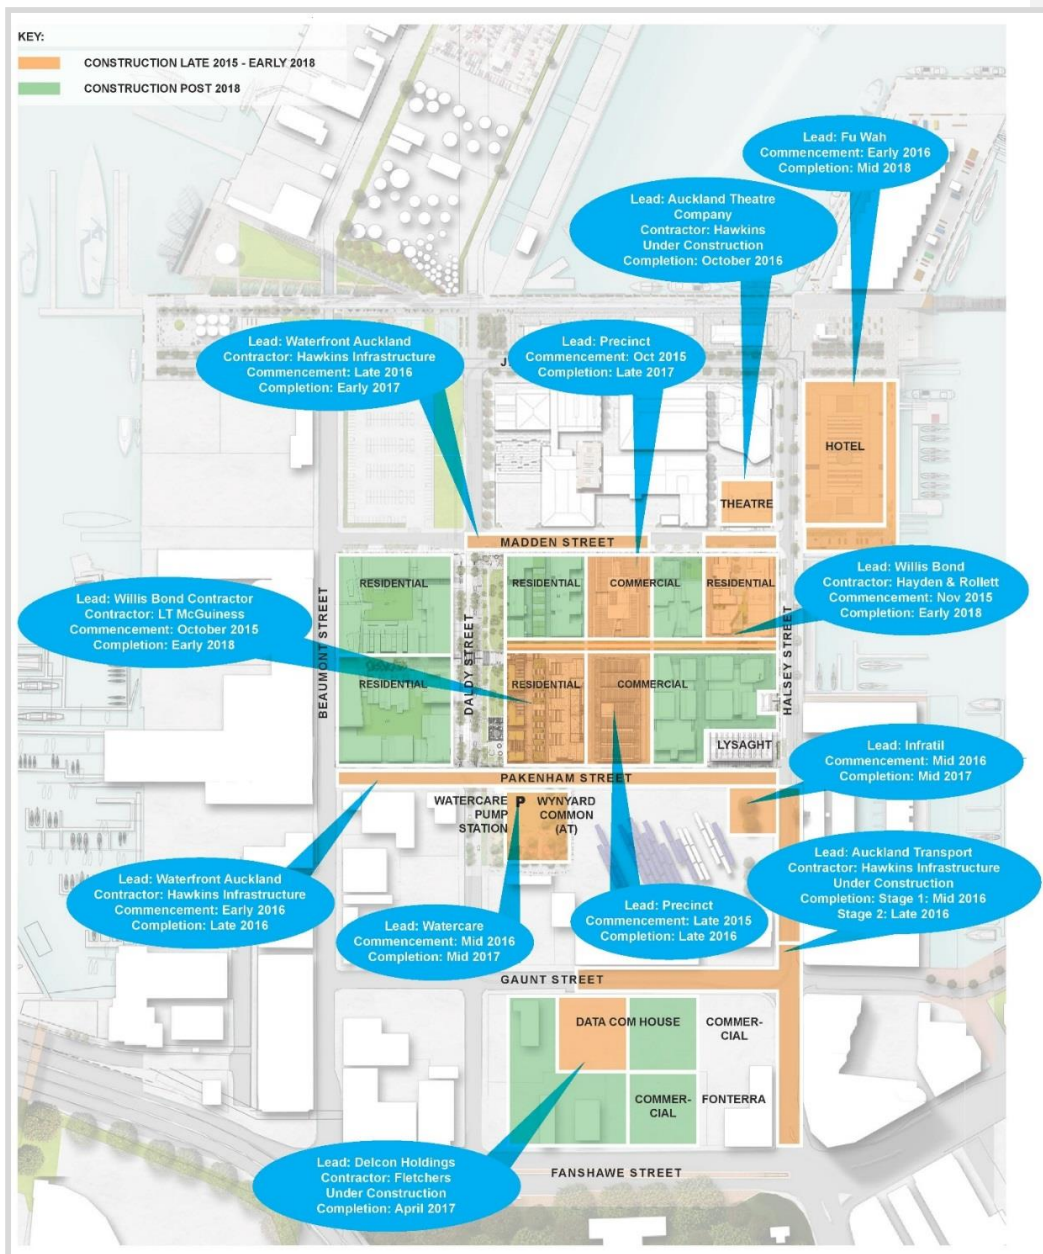 KEY:
CONSTRUCTION LATE 2015 - EARLY 2018
CONSTRUCTION POST 2018
Lead: Fu Wah
Commencement: Early 2016
Completion: Mid 2018
Lead: Auckland Theatre
Company
Contractor: Hawkins
Under Construction
Completion: October 2016
Lead: Waterfront Auckland
Contractor: Hawkins Infrastructure
Commencement: Late 2016
Completion: Early 2017
Lead: Precinct
Commencement: Oct 2015
Completion: Late 2017
HOTEL
THEATRE
MADDEN STREET
RESIDENTIAL
RESIDENTIAL
COMMERCIAL
RESIDENTIAL
Lead: Willis Bond
Contractor: Hayden & Rollett
Commencement: Nov 2015
Completion: Early 2018
Lead: Willis Bond Contractor
Contractor: LT McGuiness
Commencement: October 2015
Completion: Early 2018
BEAUMONT STREET
DALDY STREET
HALSEY STREET
RESIDENTIAL
RESIDENTIAL
COMMERCIAL
LYSAGHT
PAKENHAM STREET
Lead: Infratil
Commencement: Mid 2016
Completion: Mid 2017
WATERCARE
PUMP
STATION
P
WYNYARD
COMMON
(AT)
Lead: Auckland Transport
Contractor: Hawkins Infrastructure
Under Construction
Completion: Stage 1: Mid 2016
Stage 2: Late 2016
Lead: Waterfront Auckland
Contractor: Hawkins Infrastructure
Commencement: Early 2016
Completion: Late 2016
Lead: Watercare
Commencement: Mid 2016
Completion: Mid 2017
Lead: Precinct
Commencement: Late 2015
Completion: Late 2016
GAUNT STREET
DATA COM HOUSE
COMMER-
CIAL
COMMER-
CIAL
FONTERRA
Lead: Delcon Holdings
Contractor: Fletchers
Under Construction
Completion: April 2017
FANSHAWE STREET